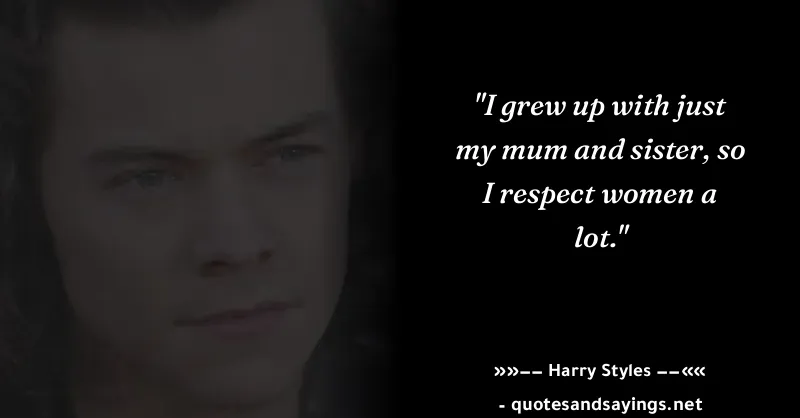 "I grew up with just
my mum and sister, so
I respect women a
lot."
»»−− Harry Styles −−««
- quotesandsayings.net